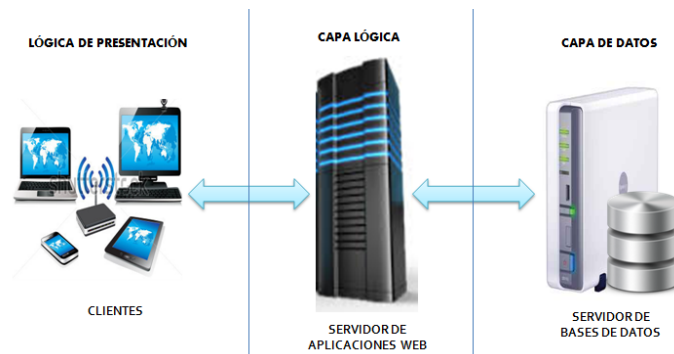 LÓGICA DE PRESENTACIÓN
CLIENTES
CAPA LÓGICA
SERVIDOR DE
APLICACIONES WEB
CAPA DE DATOS
SERVIDOR DE
BASES DE DATOS